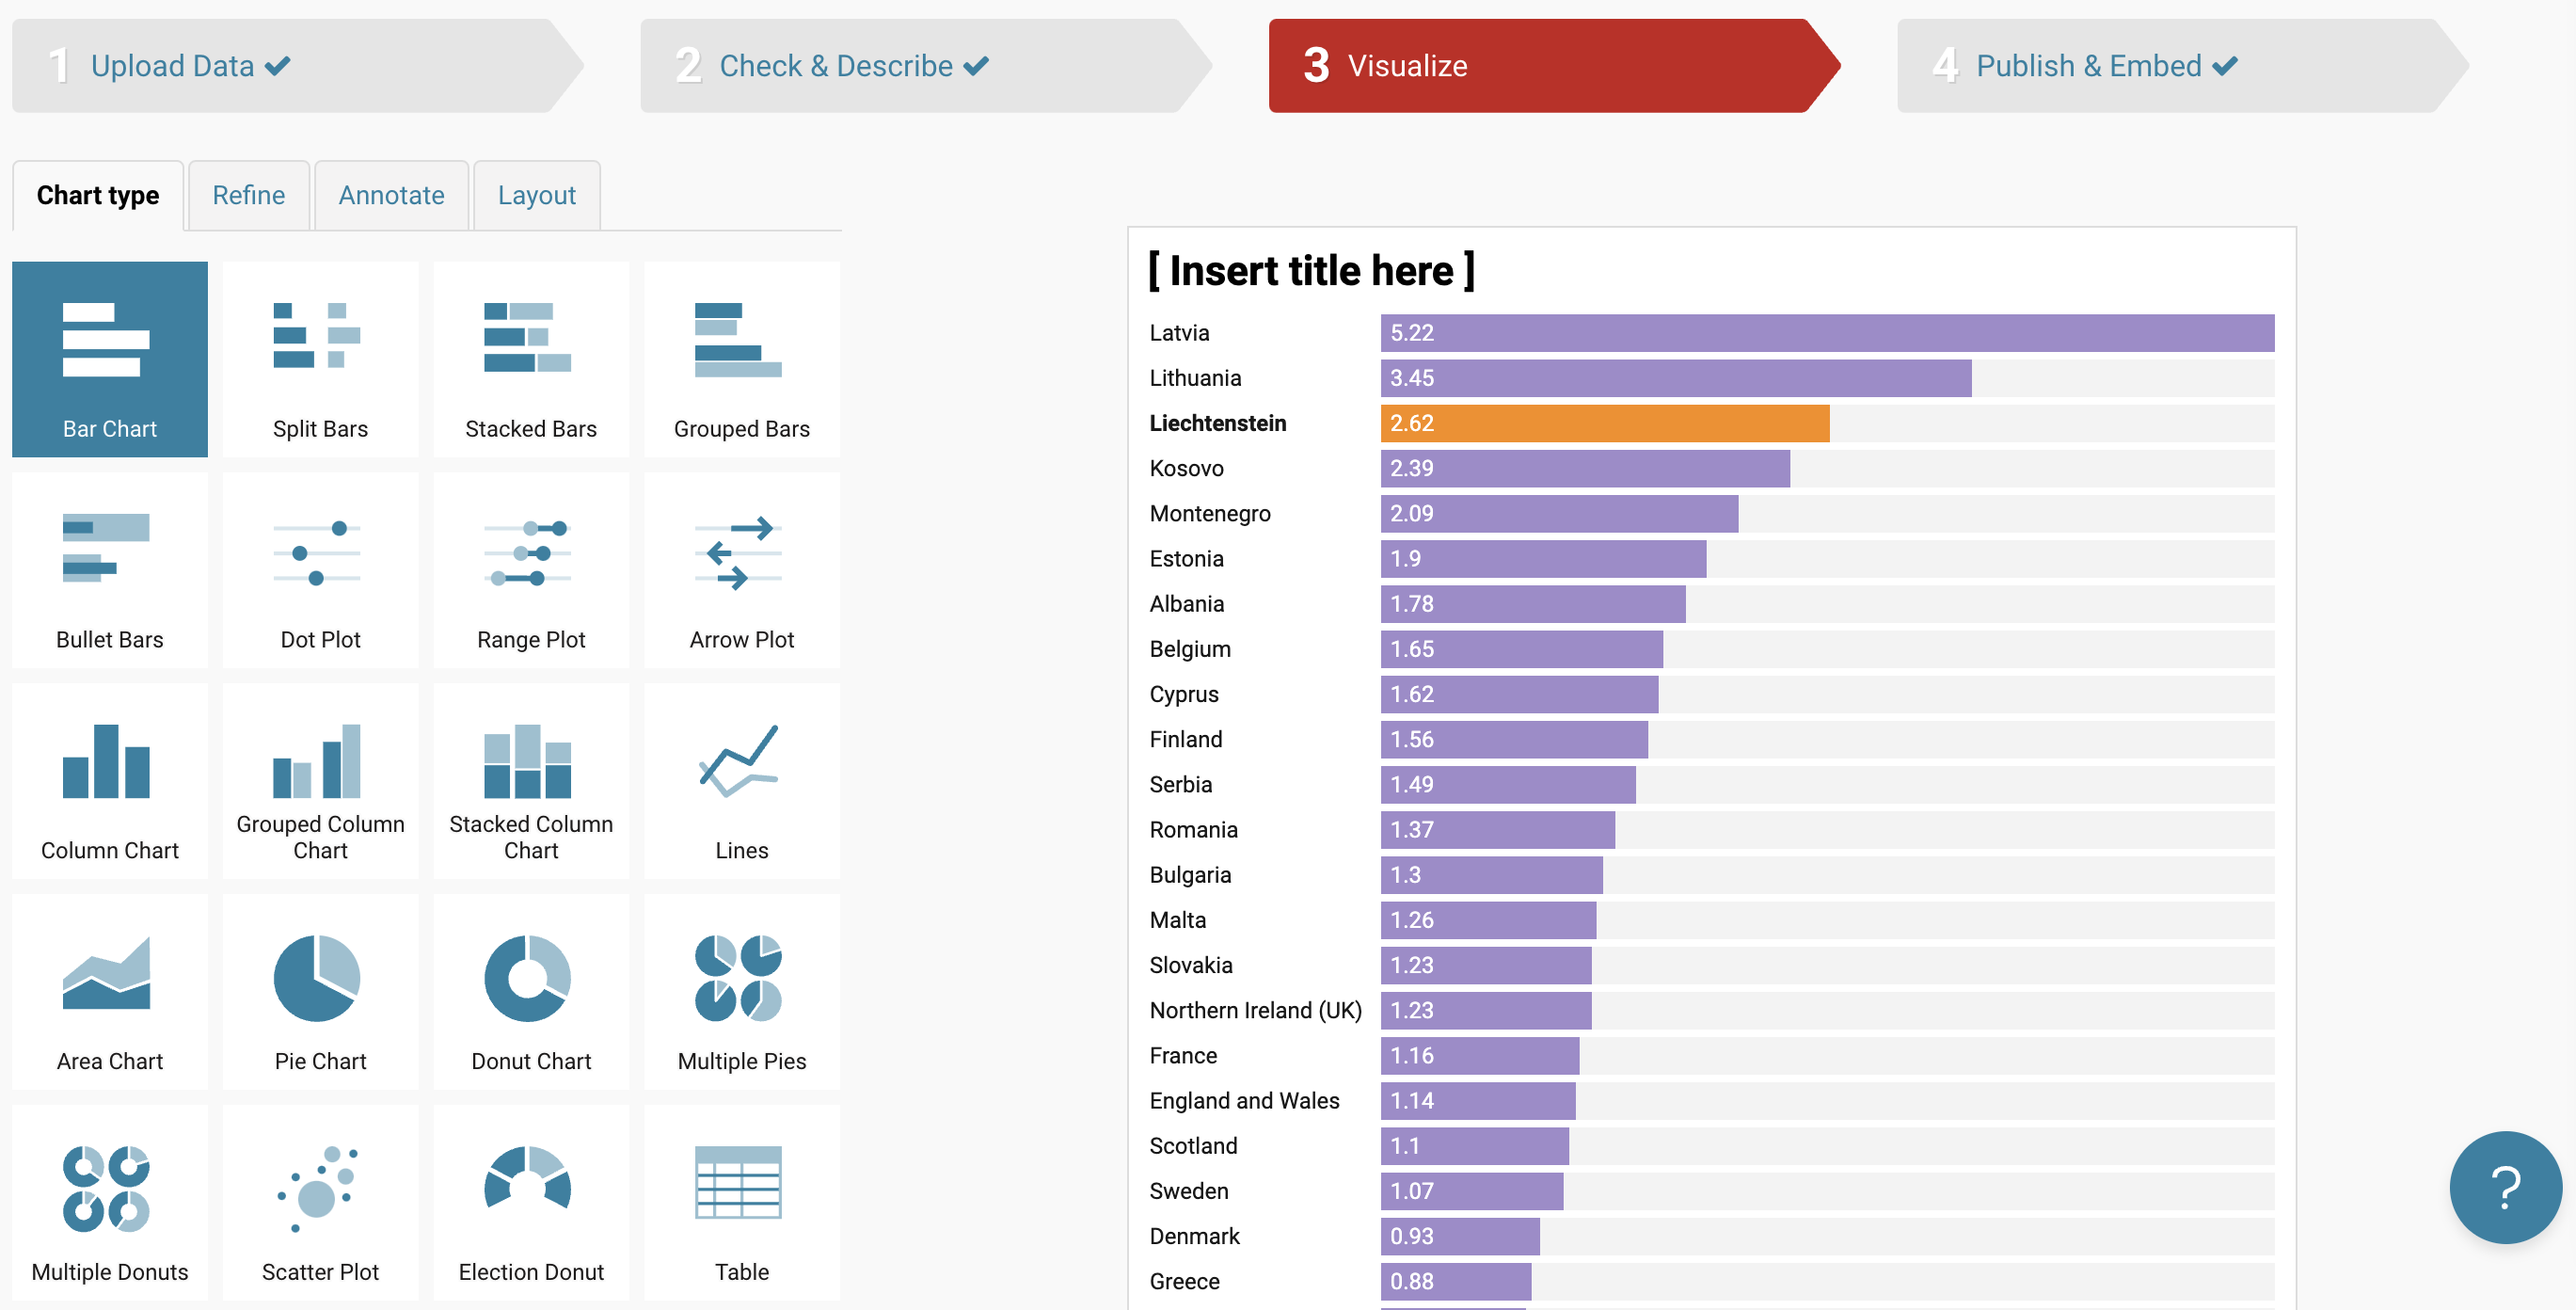 1 Upload Data
2 Check & Describe
3 Visualize
4 Publish & Embed
Chart type
Refine
Annotate
Layout
Bar Chart
Split Bars
Stacked Bars
Grouped Bars
Bullet Bars
Dot Plot
Range Plot
Arrow Plot
Column Chart
Grouped Column
Chart
Stacked Column
Chart
Lines
Area Chart
Pie Chart
Donut Chart
Multiple Pies
Multiple Donuts
Scatter Plot
Election Donut
Table
[ Insert title here ]
Latvia 5.22
Lithuania 3.45
Liechtenstein 2.62
Kosovo 2.39
Montenegro 2.09
Estonia 1.9
Albania 1.78
Belgium 1.65
Cyprus 1.62
Finland 1.56
Serbia 1.49
Romania 1.37
Bulgaria 1.3
Malta 1.26
Slovakia 1.23
Northern Ireland (UK) 1.23
France 1.16
England and Wales 1.14
Scotland 1.1
Sweden 1.07
Denmark 0.93
Greece 0.88
?